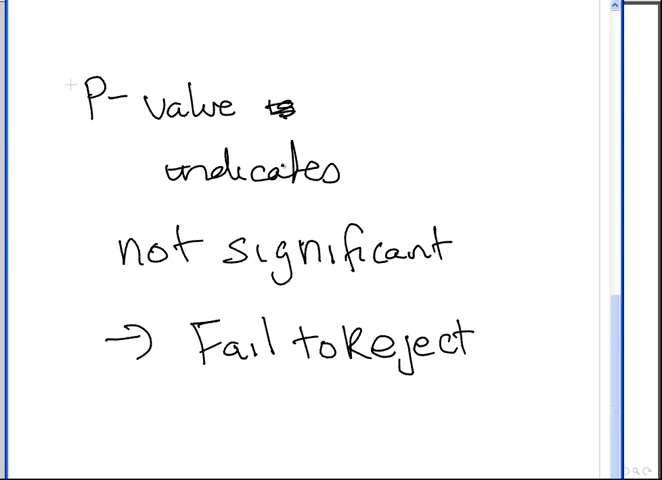 P- value
indicates
not significant
→ Fail to Reject